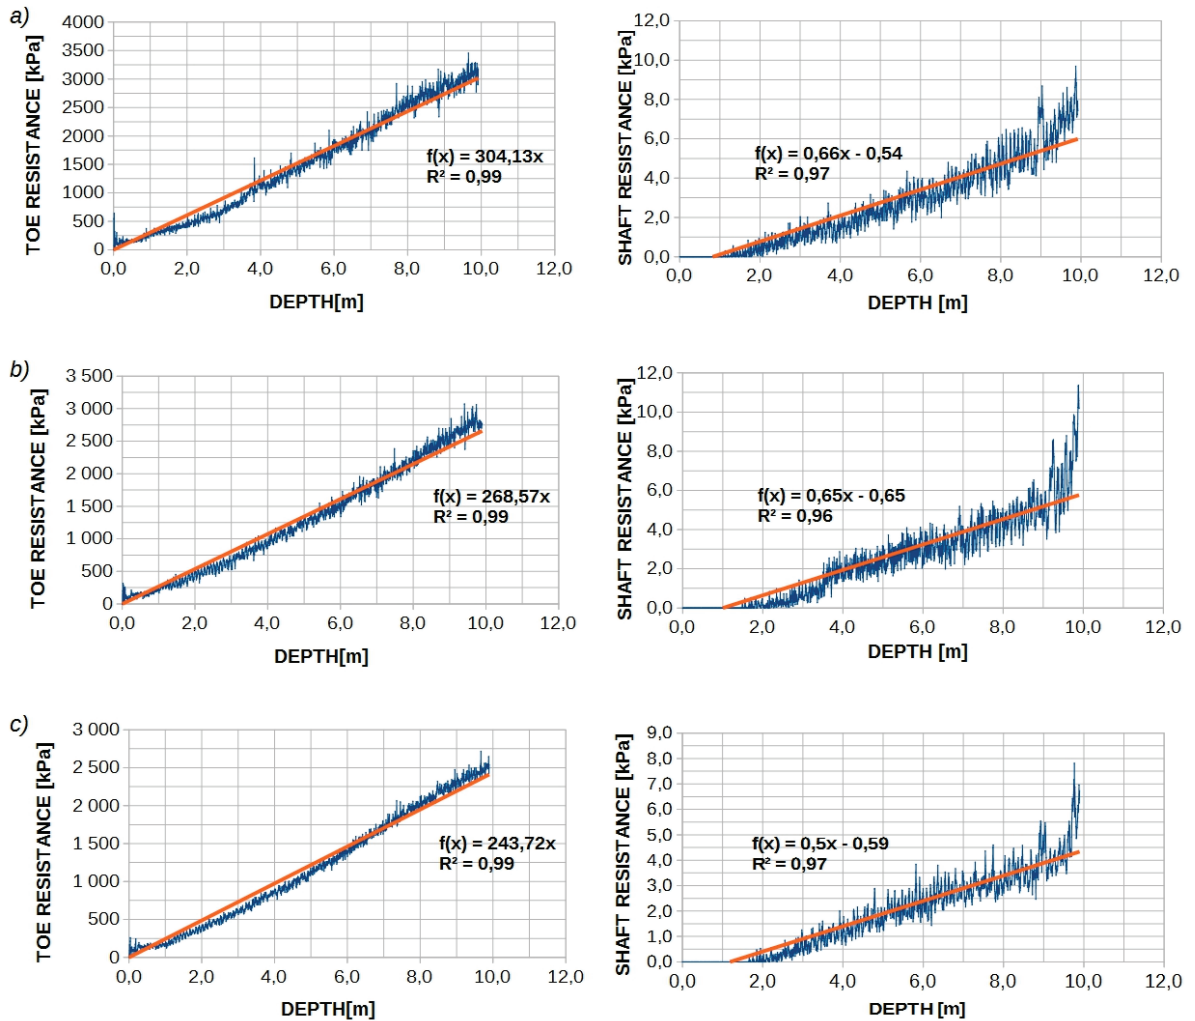 a)
TOE RESISTANCE [kPa]
4000
3500
3000
2500
2000
1500
1000
500
0
f(x) = 304,13x
R² = 0,99
0,0 2,0 4,0 6,0 8,0 10,0 12,0
DEPTH[m]
SHAFT RESISTANCE [kPa]
12,0
10,0
8,0
6,0
4,0
2,0
0,0
f(x) = 0,66x - 0,54
R² = 0,97
0,0 2,0 4,0 6,0 8,0 10,0 12,0
DEPTH [m]
b)
TOE RESISTANCE [kPa]
3 500
3 000
2 500
2 000
1 500
1 000
500
0
f(x) = 268,57x
R² = 0,99
0,0 2,0 4,0 6,0 8,0 10,0 12,0
DEPTH[m]
SHAFT RESISTANCE [kPa]
12,0
10,0
8,0
6,0
4,0
2,0
0,0
f(x) = 0,65x - 0,65
R² = 0,96
0,0 2,0 4,0 6,0 8,0 10,0 12,0
DEPTH [m]
c)
TOE RESISTANCE [kPa]
3 000
2 500
2 000
1 500
1 000
500
0
f(x) = 243,72x
R² = 0,99
0,0 2,0 4,0 6,0 8,0 10,0 12,0
DEPTH[m]
SHAFT RESISTANCE [kPa]
9,0
8,0
7,0
6,0
5,0
4,0
3,0
2,0
1,0
0,0
f(x) = 0,5x - 0,59
R² = 0,97
0,0 2,0 4,0 6,0 8,0 10,0 12,0
DEPTH [m]